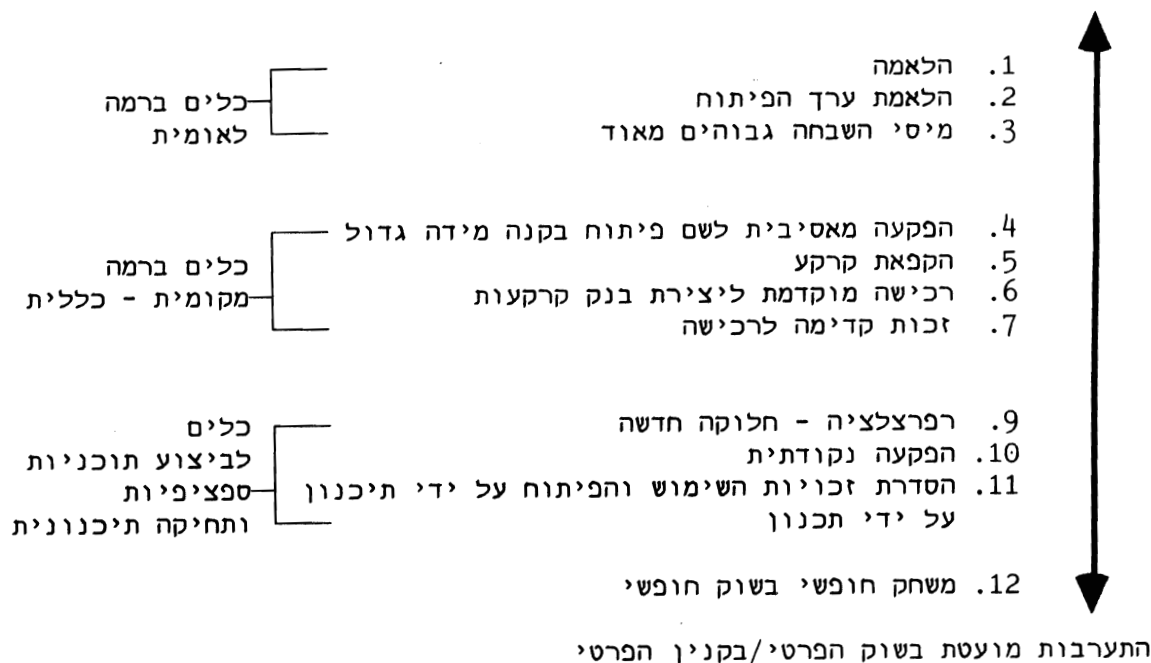 1. הלאמה
2. הלאמת ערך הפיתוח
3. מיסי השבחה גבוהים מאוד
כלים ברמה
לאומית
4. הפקעה מאסיבית לשם פיתוח בקנה מידה גדול
5. הקפאת קרקע
6. רכישה מוקדמת ליצירת בנק קרקעות
7. זכות קדימה לרכישה
כלים ברמה
מקומית - כללית
9. רפרצלציה - חלוקה חדשה
10. הפקעה נקודתית
11. הסדרת זכויות השימוש והפיתוח על ידי תיכנון
על ידי תכנון
כלים
לביצוע תוכניות
ספציפיות
ותחיקה תיכנונית
12. משחק חופשי בשוק חופשי
התערבות מועטת בשוק הפרטי/בקנין הפרטי